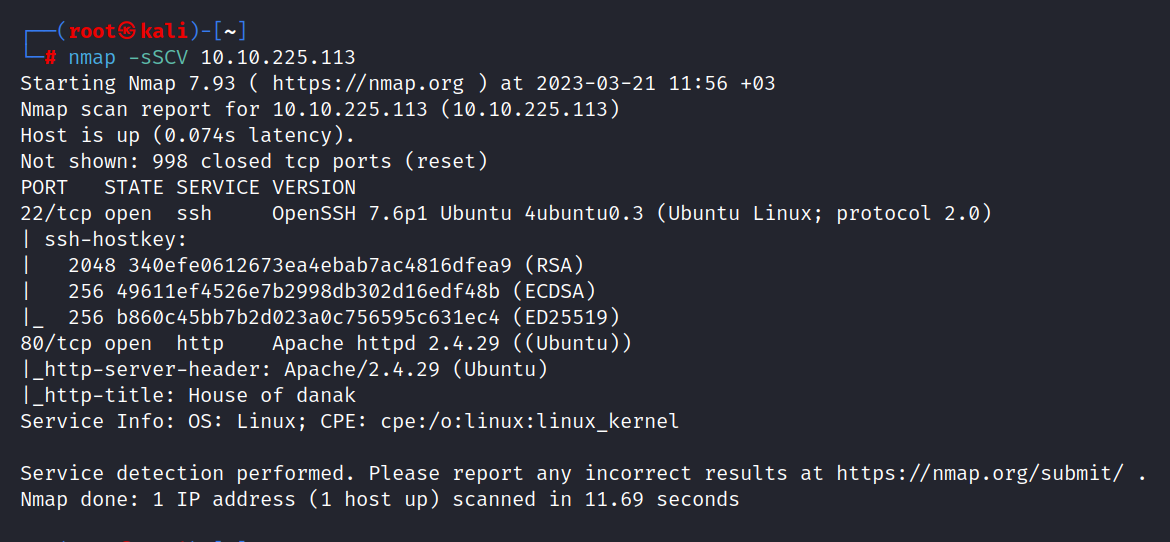 ┌──(root㉿kali)-[~]
└─# nmap -sSCV 10.10.225.113
Starting Nmap 7.93 ( https://nmap.org ) at 2023-03-21 11:56 +03
Nmap scan report for 10.10.225.113 (10.10.225.113)
Host is up (0.074s latency).
Not shown: 998 closed tcp ports (reset)
PORT   STATE SERVICE VERSION
22/tcp open  ssh     OpenSSH 7.6p1 Ubuntu 4ubuntu0.3 (Ubuntu Linux; protocol 2.0)
| ssh-hostkey:
|   2048 340efe0612673ea4ebab7ac4816dfea9 (RSA)
|   256 49611ef4526e7b2998db302d16edf48b (ECDSA)
|_  256 b860c45bb7b2d023a0c756595c631ec4 (ED25519)
80/tcp open  http    Apache httpd 2.4.29 ((Ubuntu))
|_http-server-header: Apache/2.4.29 (Ubuntu)
|_http-title: House of danak
Service Info: OS: Linux; CPE: cpe:/o:linux:linux_kernel
Service detection performed. Please report any incorrect results at https://nmap.org/submit/ .
Nmap done: 1 IP address (1 host up) scanned in 11.69 seconds